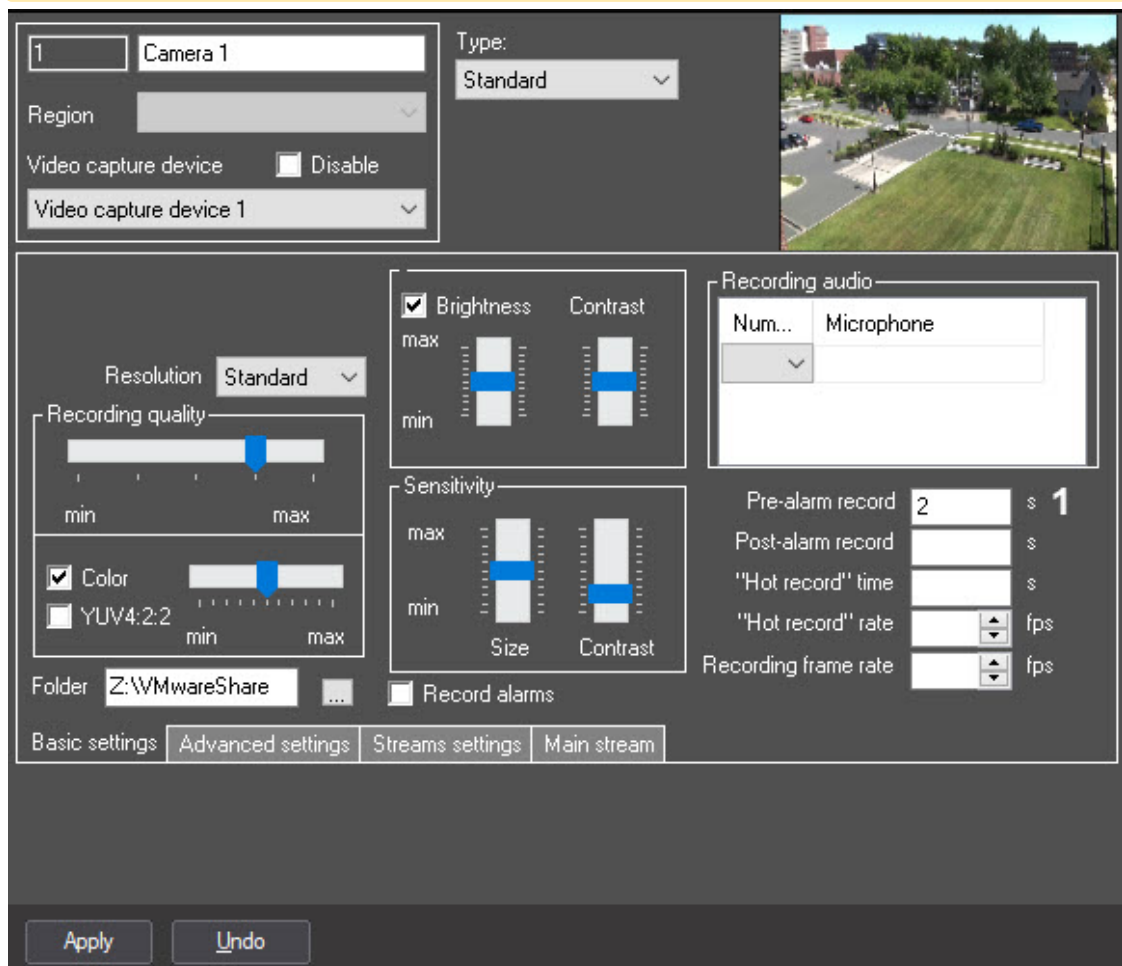 1
Camera 1
Type:
Standard
Region
Video capture device
Disable
Video capture device 1
Brightness
Contrast
max
min
Recording audio
Num...
Microphone
Resolution
Standard
Recording quality
min
max
Color
YUV4:2:2
min
max
Sensitivity
max
min
Size
Contrast
Pre-alarm record
2
s
1
Post-alarm record
s
"Hot record" time
s
"Hot record" rate
fps
Recording frame rate
fps
Folder
Z:\VMwareShare
...
Record alarms
Basic settings
Advanced settings
Streams settings
Main stream
Apply
Undo